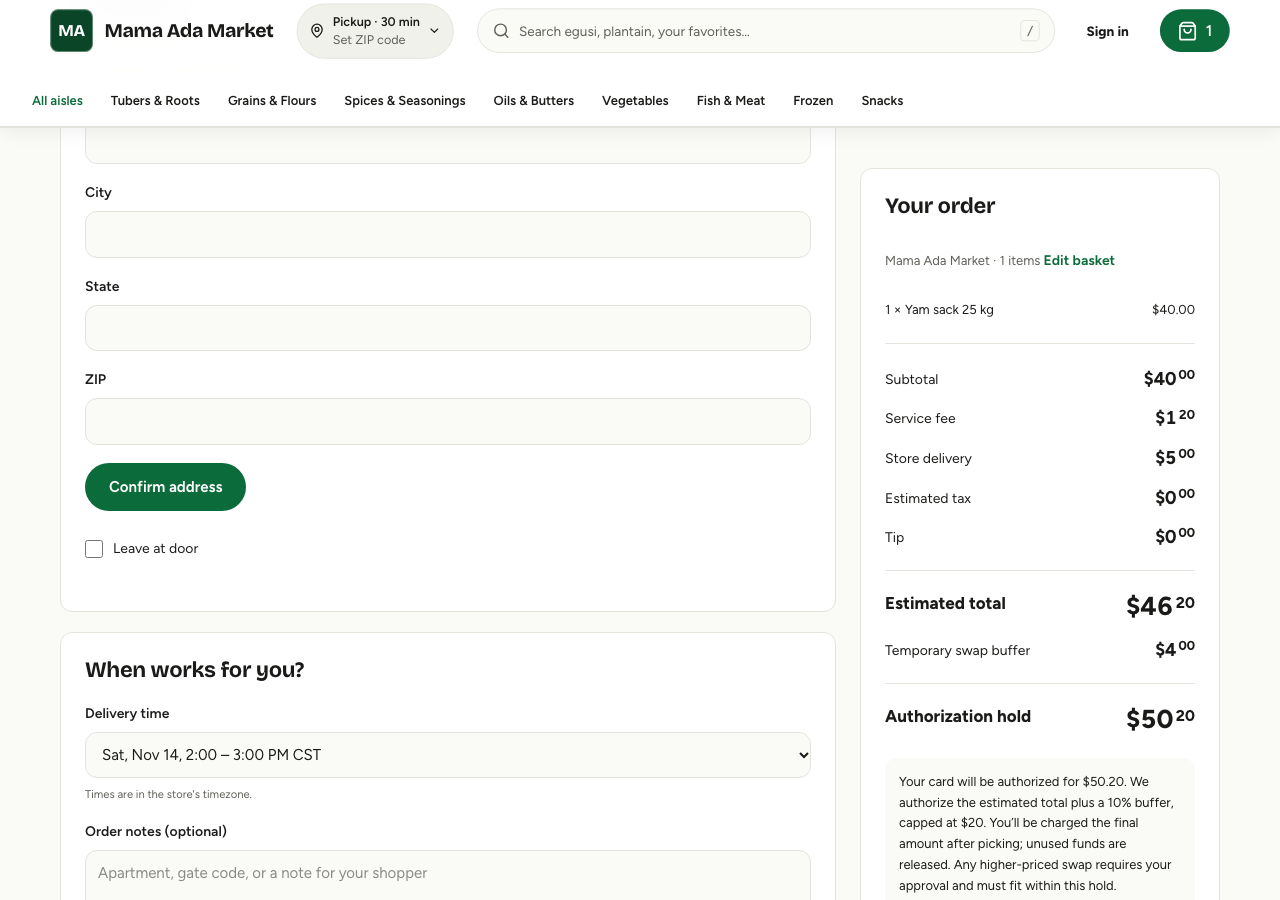 MA
Mama Ada Market
Pickup · 30 min
Set ZIP code
Search egusi, plantain, your favorites...
/
Sign in
1
All aisles
Tubers & Roots
Grains & Flours
Spices & Seasonings
Oils & Butters
Vegetables
Fish & Meat
Frozen
Snacks
City
State
ZIP
Confirm address
Leave at door
When works for you?
Delivery time
Sat, Nov 14, 2:00 – 3:00 PM CST
Times are in the store's timezone.
Order notes (optional)
Apartment, gate code, or a note for your shopper
Your order
Mama Ada Market · 1 items Edit basket
1 × Yam sack 25 kg $40.00
Subtotal $40 00
Service fee $1 20
Store delivery $5 00
Estimated tax $0 00
Tip $0 00
Estimated total $46 20
Temporary swap buffer $4 00
Authorization hold $50 20
Your card will be authorized for $50.20. We
authorize the estimated total plus a 10% buffer,
capped at $20. You’ll be charged the final
amount after picking; unused funds are
released. Any higher-priced swap requires your
approval and must fit within this hold.